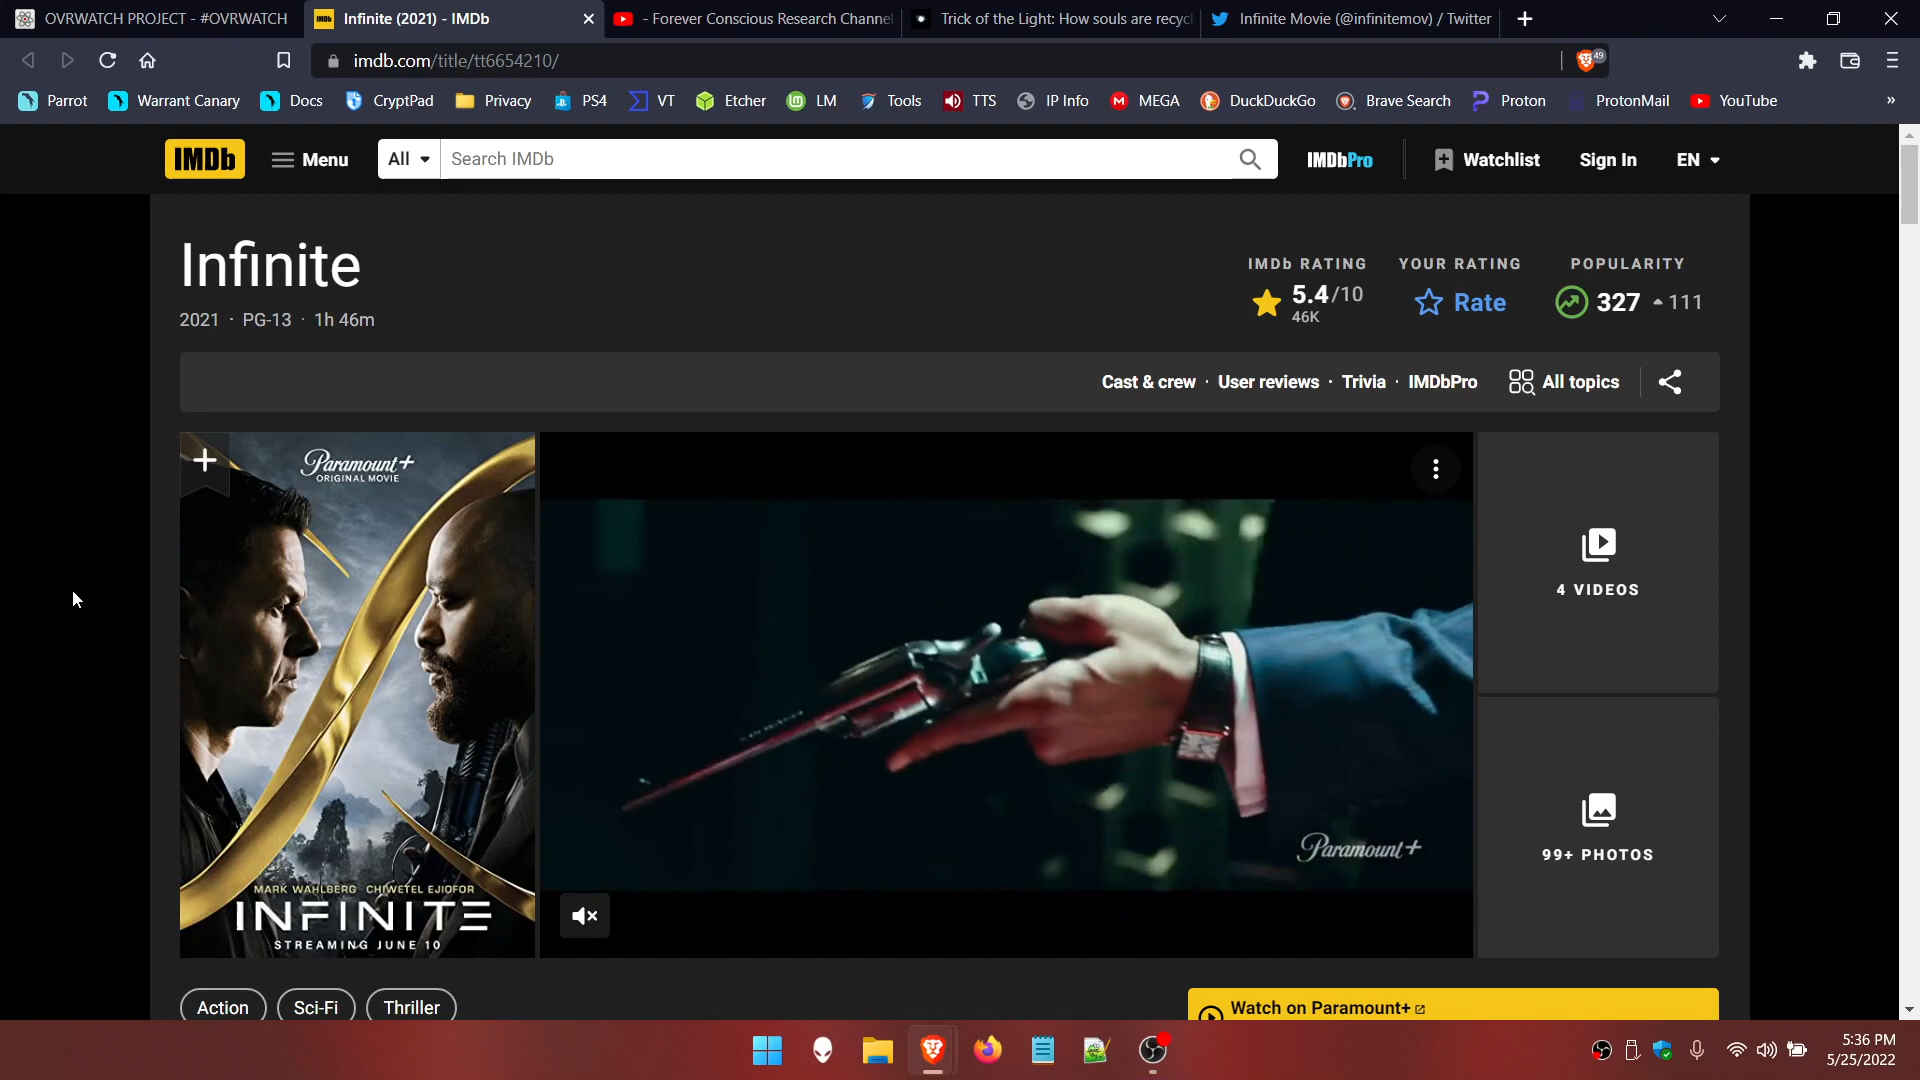 OVRWATCH PROJECT - #OVRWATCH
Infinite (2021) - IMDb
- Forever Conscious Research Channel
Trick of the Light: How souls are recycl
Infinite Movie (@infinitemov) / Twitter
imdb.com/title/tt6654210/
49
Parrot
Warrant Canary
Docs
CryptPad
Privacy
PS4
VT
Etcher
LM
Tools
TTS
IP Info
MEGA
DuckDuckGo
Brave Search
Proton
ProtonMail
YouTube
»
IMDb
Menu
All
Search IMDb
IMDbPro
Watchlist
Sign In
EN
Infinite
2021 · PG-13 · 1h 46m
IMDb RATING
5.4/10
46K
YOUR RATING
Rate
POPULARITY
327
111
Cast & crew · User reviews · Trivia · IMDbPro
All topics
Paramount+
ORIGINAL MOVIE
MARK WAHLBERG CHIWETEL EJIOFOR
INFINITE
STREAMING JUNE 10
Paramount+
4 VIDEOS
99+ PHOTOS
Action
Sci-Fi
Thriller
Watch on Paramount+
5:36 PM
5/25/2022